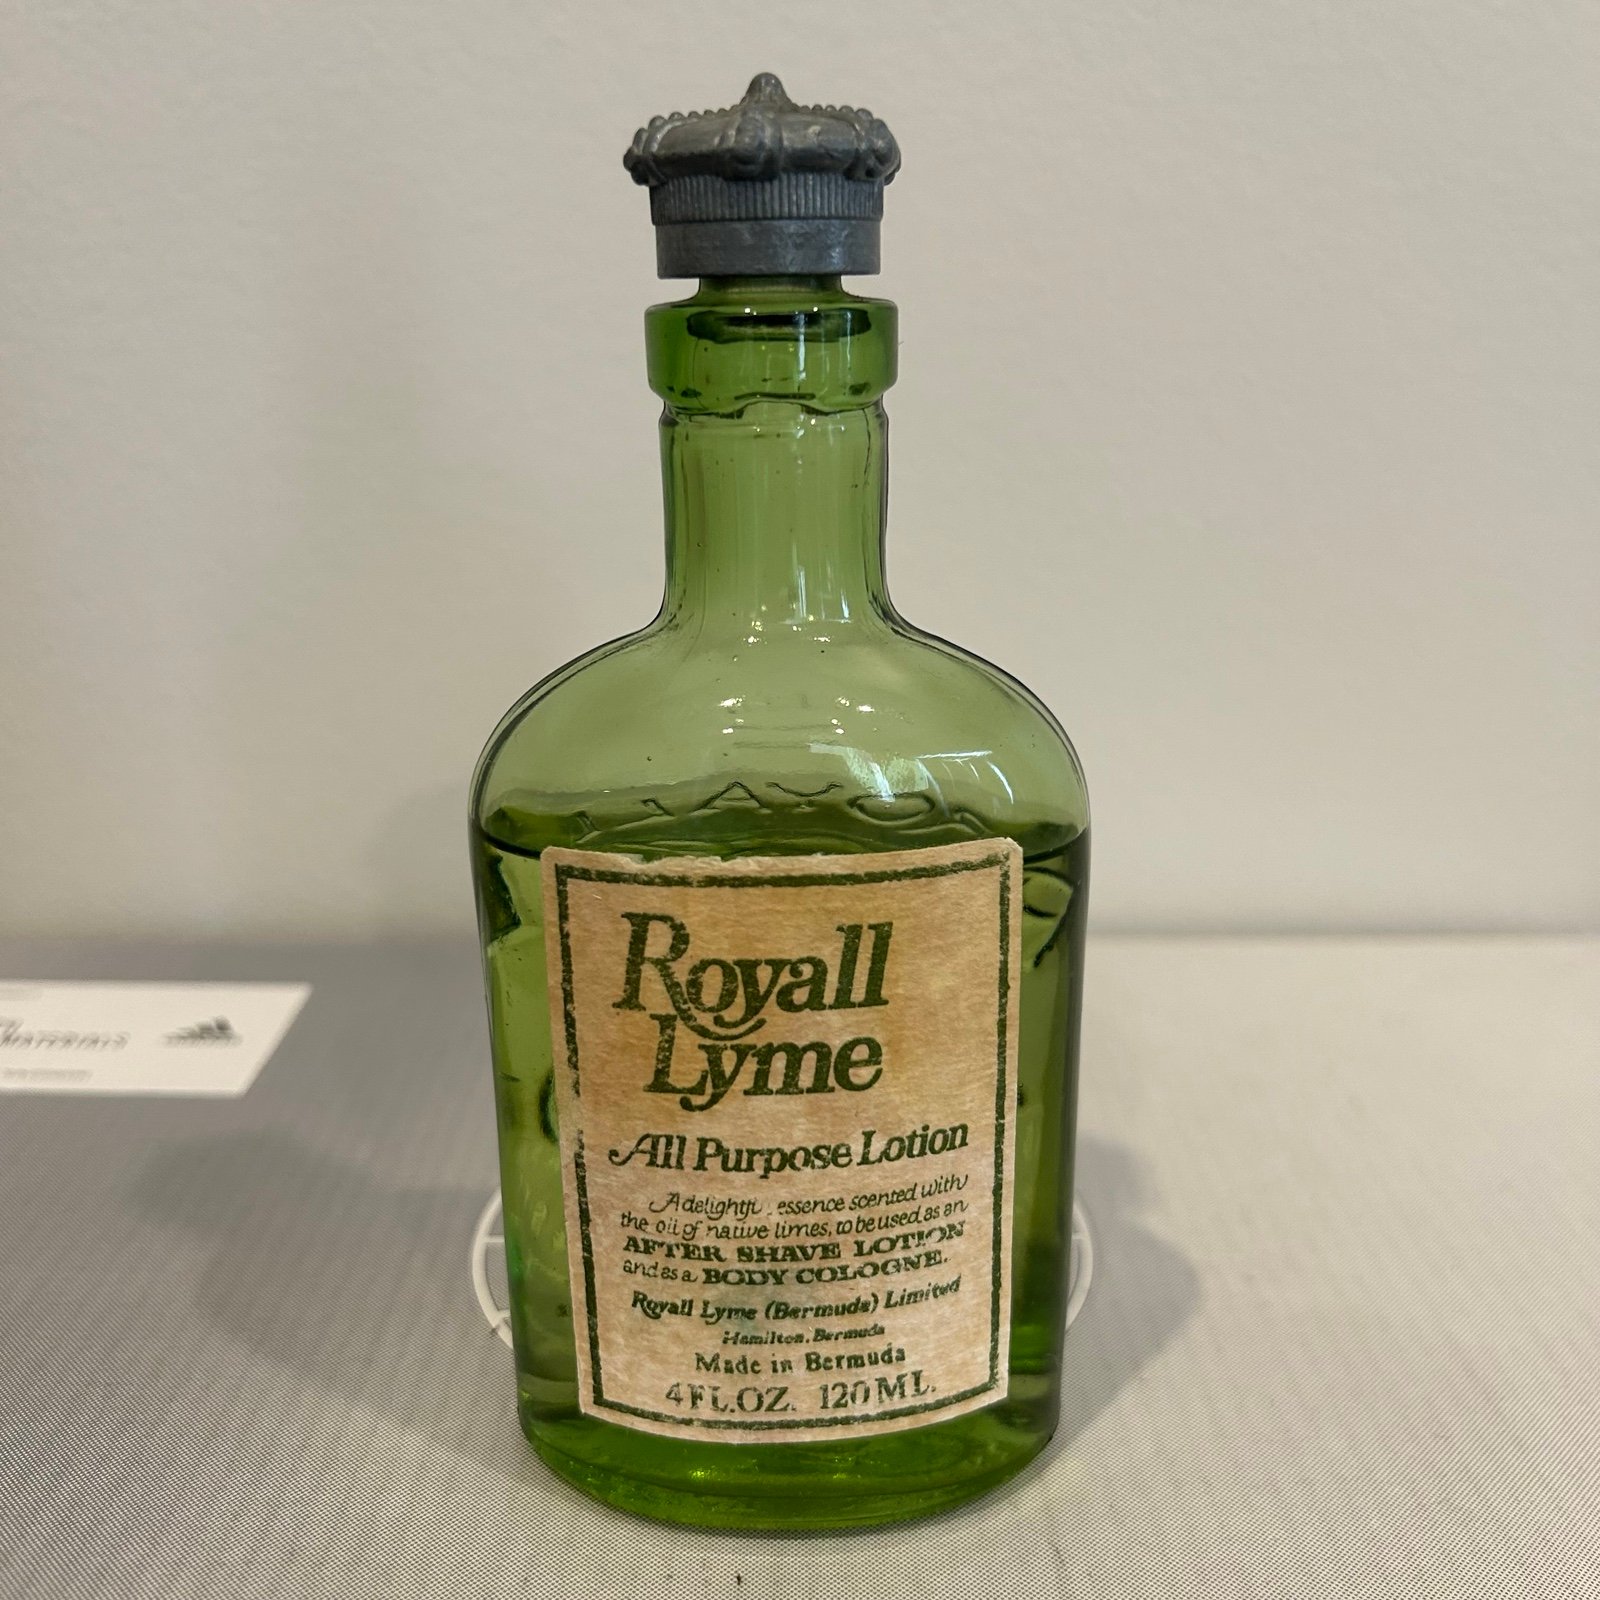 Royall
Lyme
All Purpose Lotion
A delightful essence scented with
the oil of native limes, to be used as an
AFTER SHAVE LOTION
and as a BODY COLOGNE.
Royall Lyme (Bermuda) Limited
Hamilton, Bermuda
Made in Bermuda
4 FL. OZ. 120 ML.
MATERIALS